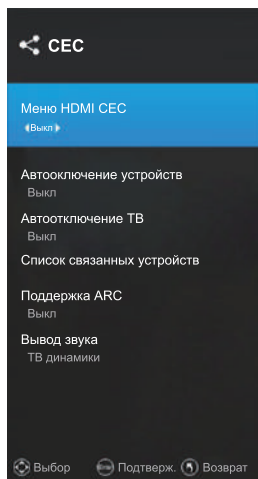 CEC
Меню HDMI CEC
Выкл
Автооключение устройств
Выкл
Автоотключение ТВ
Выкл
Список связанных устройств
Поддержка ARC
Выкл
Вывод звука
ТВ динамики
Выбор Подтверж. Возврат